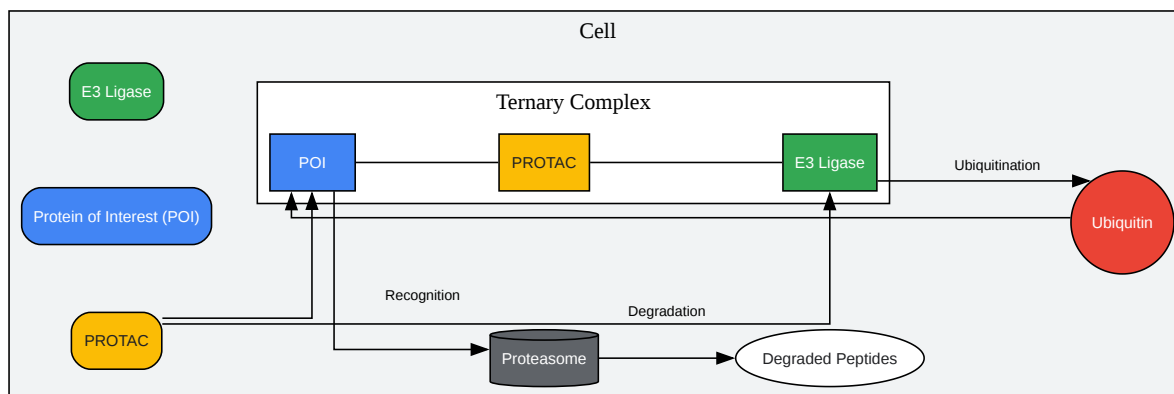 Cell
E3 Ligase
Ternary Complex
POI
PROTAC
E3 Ligase
Ubiquitination
Protein of Interest (POI)
Ubiquitin
Recognition
Degradation
PROTAC
Proteasome
Degraded Peptides